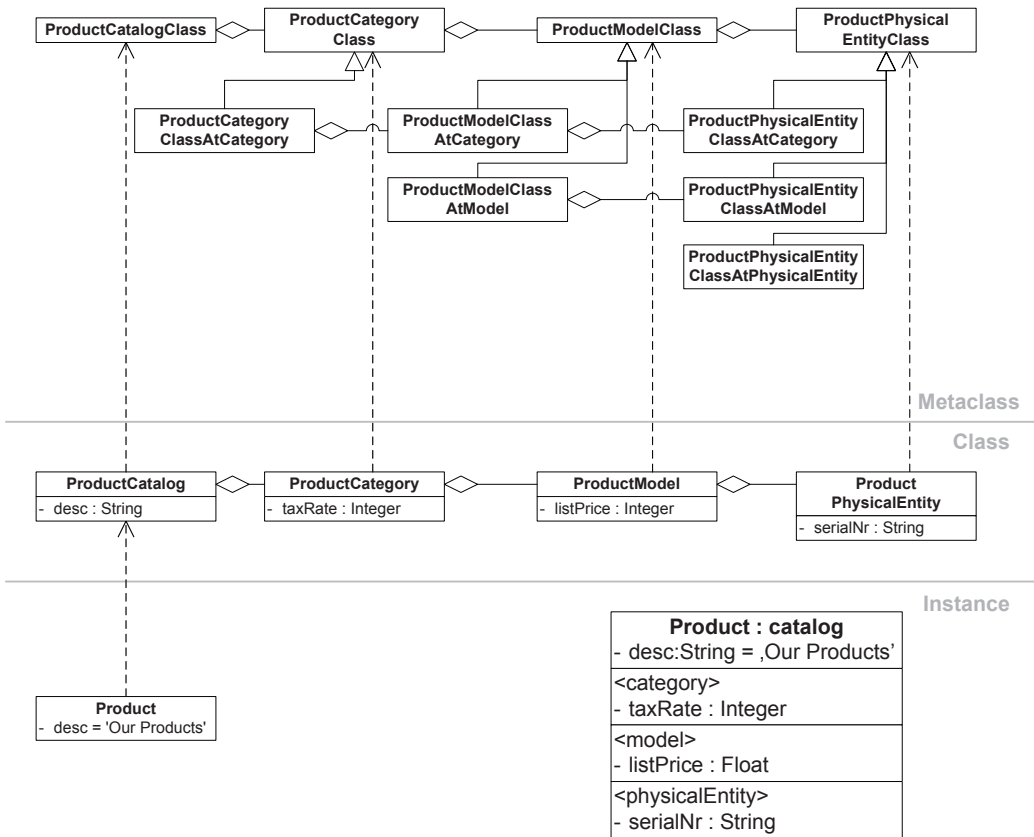 ProductCatalogClass
ProductCategory
Class
ProductModelClass
ProductPhysical
EntityClass
ProductCategory
ClassAtCategory
ProductModelClass
AtCategory
ProductPhysicalEntity
ClassAtCategory
ProductModelClass
AtModel
ProductPhysicalEntity
ClassAtModel
ProductPhysicalEntity
ClassAtPhysicalEntity
Metaclass
Class
ProductCatalog
- desc : String
ProductCategory
- taxRate : Integer
ProductModel
- listPrice : Integer
Product
PhysicalEntity
- serialNr : String
Instance
Product
- desc = 'Our Products'
Product : catalog
- desc:String = ‚Our Products’
<category>
- taxRate : Integer
<model>
- listPrice : Float
<physicalEntity>
- serialNr : String